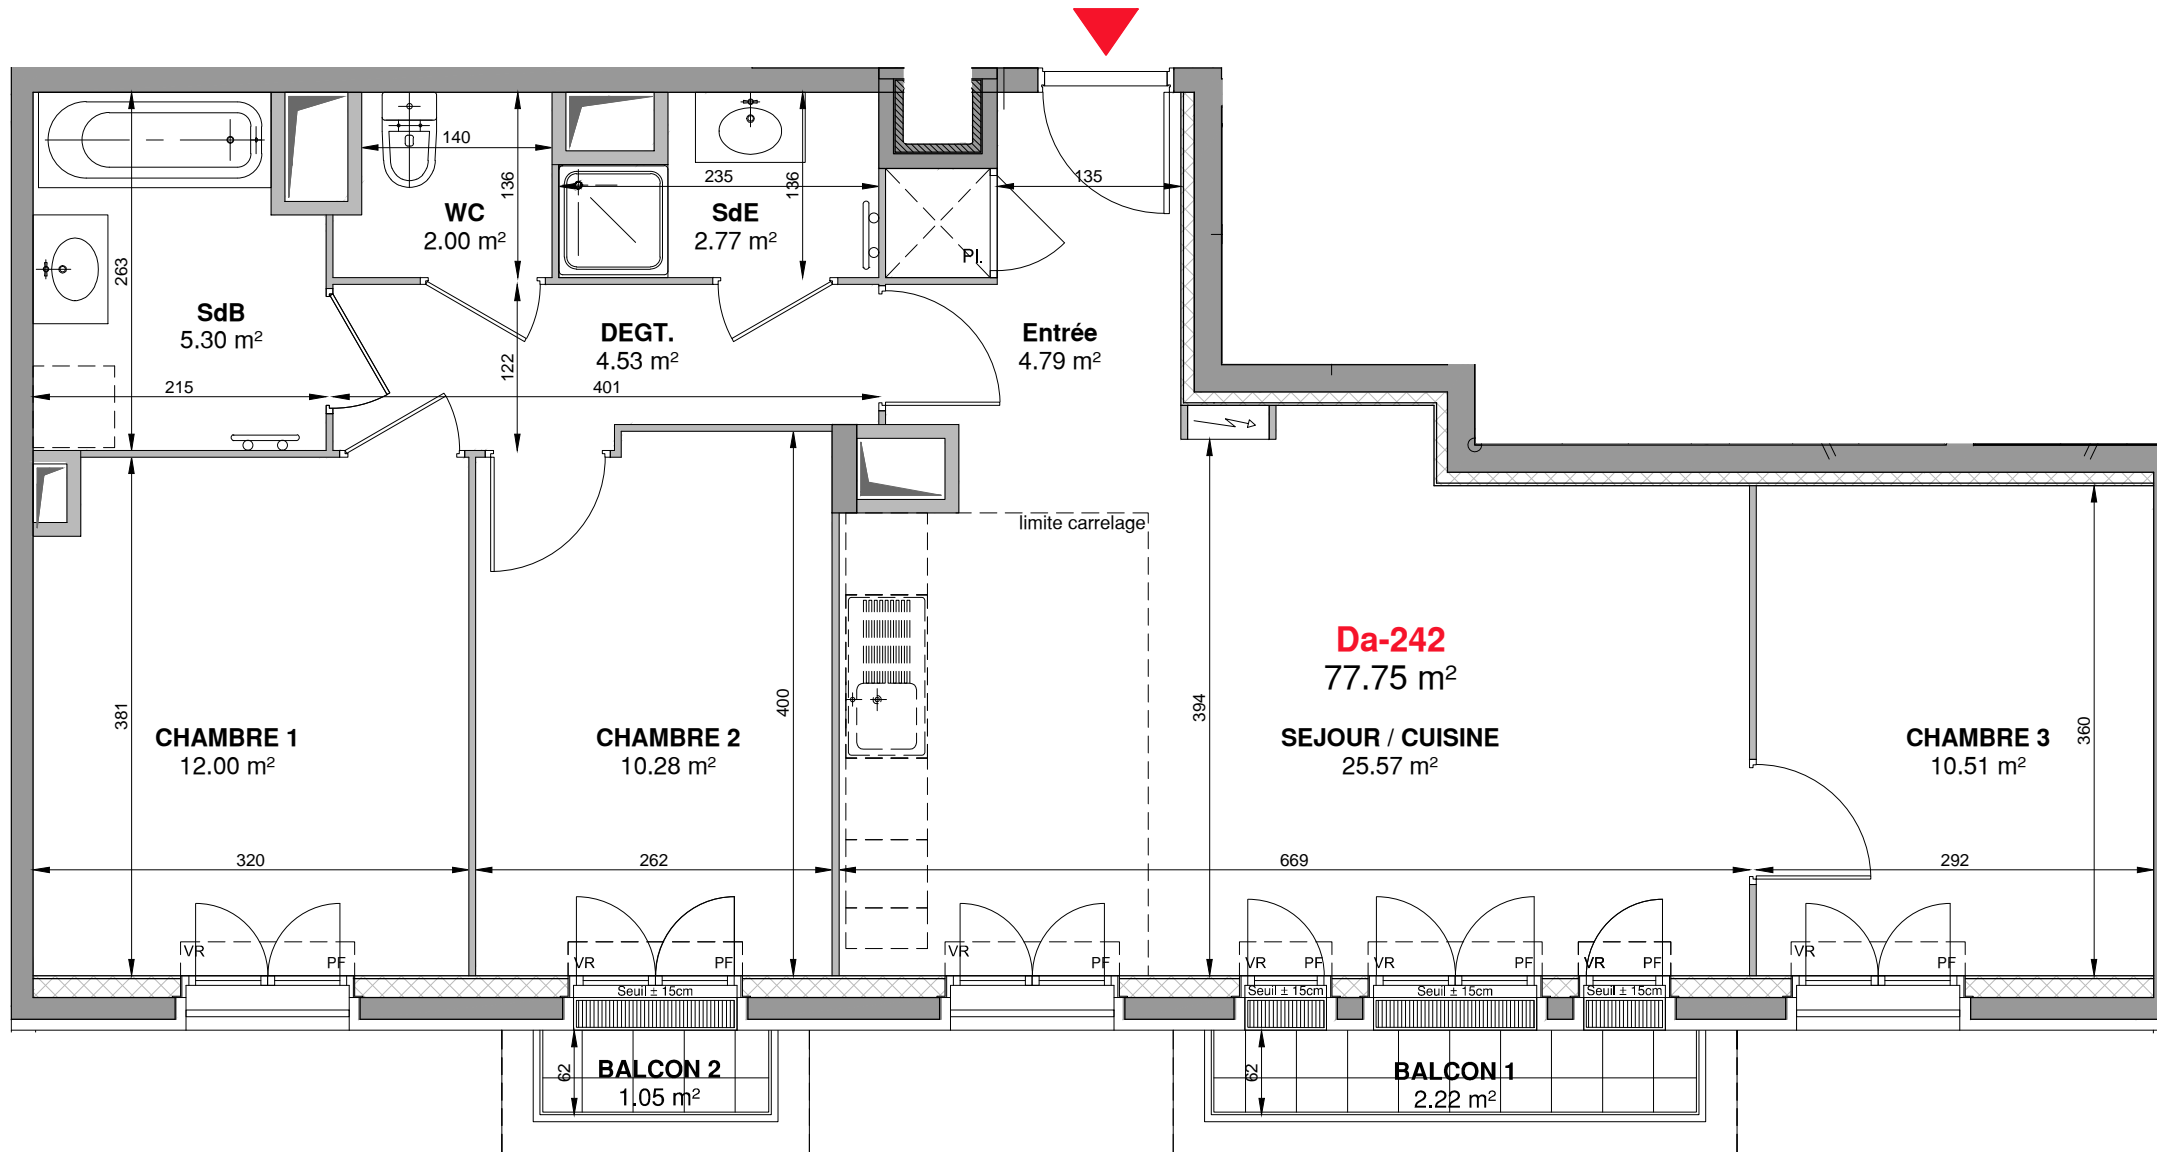 140
136
235
136
135
WC
2.00 m²
SdE
2.77 m²
Pl.
263
SdB
5.30 m²
DEGT.
4.53 m²
Entrée
4.79 m²
122
215
401
limite carrelage
Da-242
77.75 m²
381
400
394
360
CHAMBRE 1
12.00 m²
CHAMBRE 2
10.28 m²
SEJOUR / CUISINE
25.57 m²
CHAMBRE 3
10.51 m²
320
262
669
292
VR PF
VR PF
VR PF
VR PF
VR PF
VR PF
VR PF
Seuil ± 15cm
Seuil ± 15cm
Seuil ± 15cm
Seuil ± 15cm
62
BALCON 2
1.05 m²
62
BALCON 1
2.22 m²